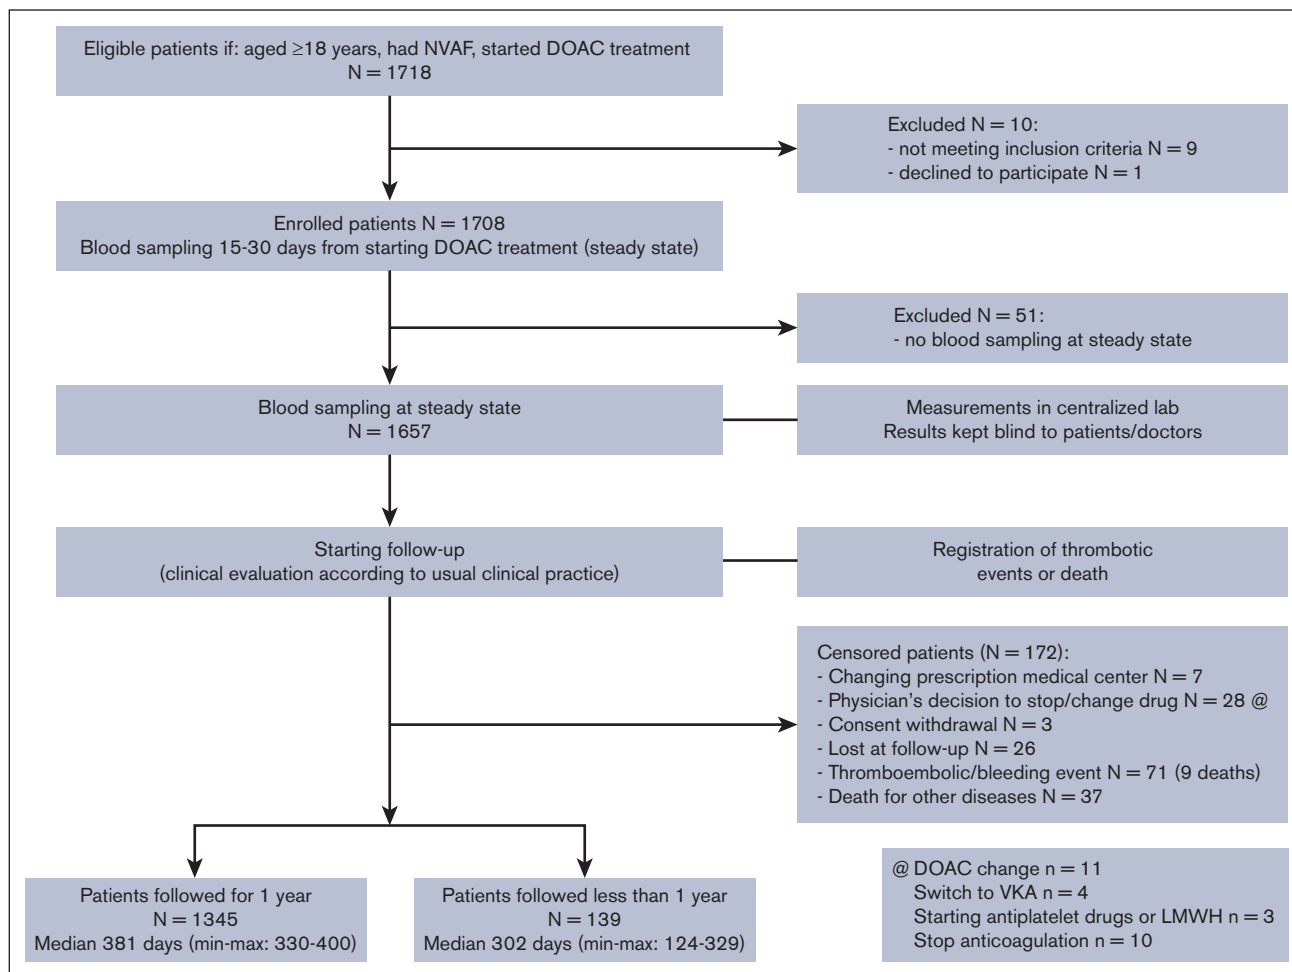 Eligible patients if: aged ≥18 years, had NVAF, started DOAC treatment
N = 1718
Excluded N = 10:
- not meeting inclusion criteria N = 9
- declined to participate N = 1
Enrolled patients N = 1708
Blood sampling 15-30 days from starting DOAC treatment (steady state)
Excluded N = 51:
- no blood sampling at steady state
Blood sampling at steady state
N = 1657
Measurements in centralized lab
Results kept blind to patients/doctors
Starting follow-up
(clinical evaluation according to usual clinical practice)
Registration of thrombotic
events or death
Censored patients (N = 172):
- Changing prescription medical center N = 7
- Physician's decision to stop/change drug N = 28 @
- Consent withdrawal N = 3
- Lost at follow-up N = 26
- Thromboembolic/bleeding event N = 71 (9 deaths)
- Death for other diseases N = 37
Patients followed for 1 year
N = 1345
Median 381 days (min-max: 330-400)
Patients followed less than 1 year
N = 139
Median 302 days (min-max: 124-329)
@ DOAC change n = 11
Switch to VKA n = 4
Starting antiplatelet drugs or LMWH n = 3
Stop anticoagulation n = 10